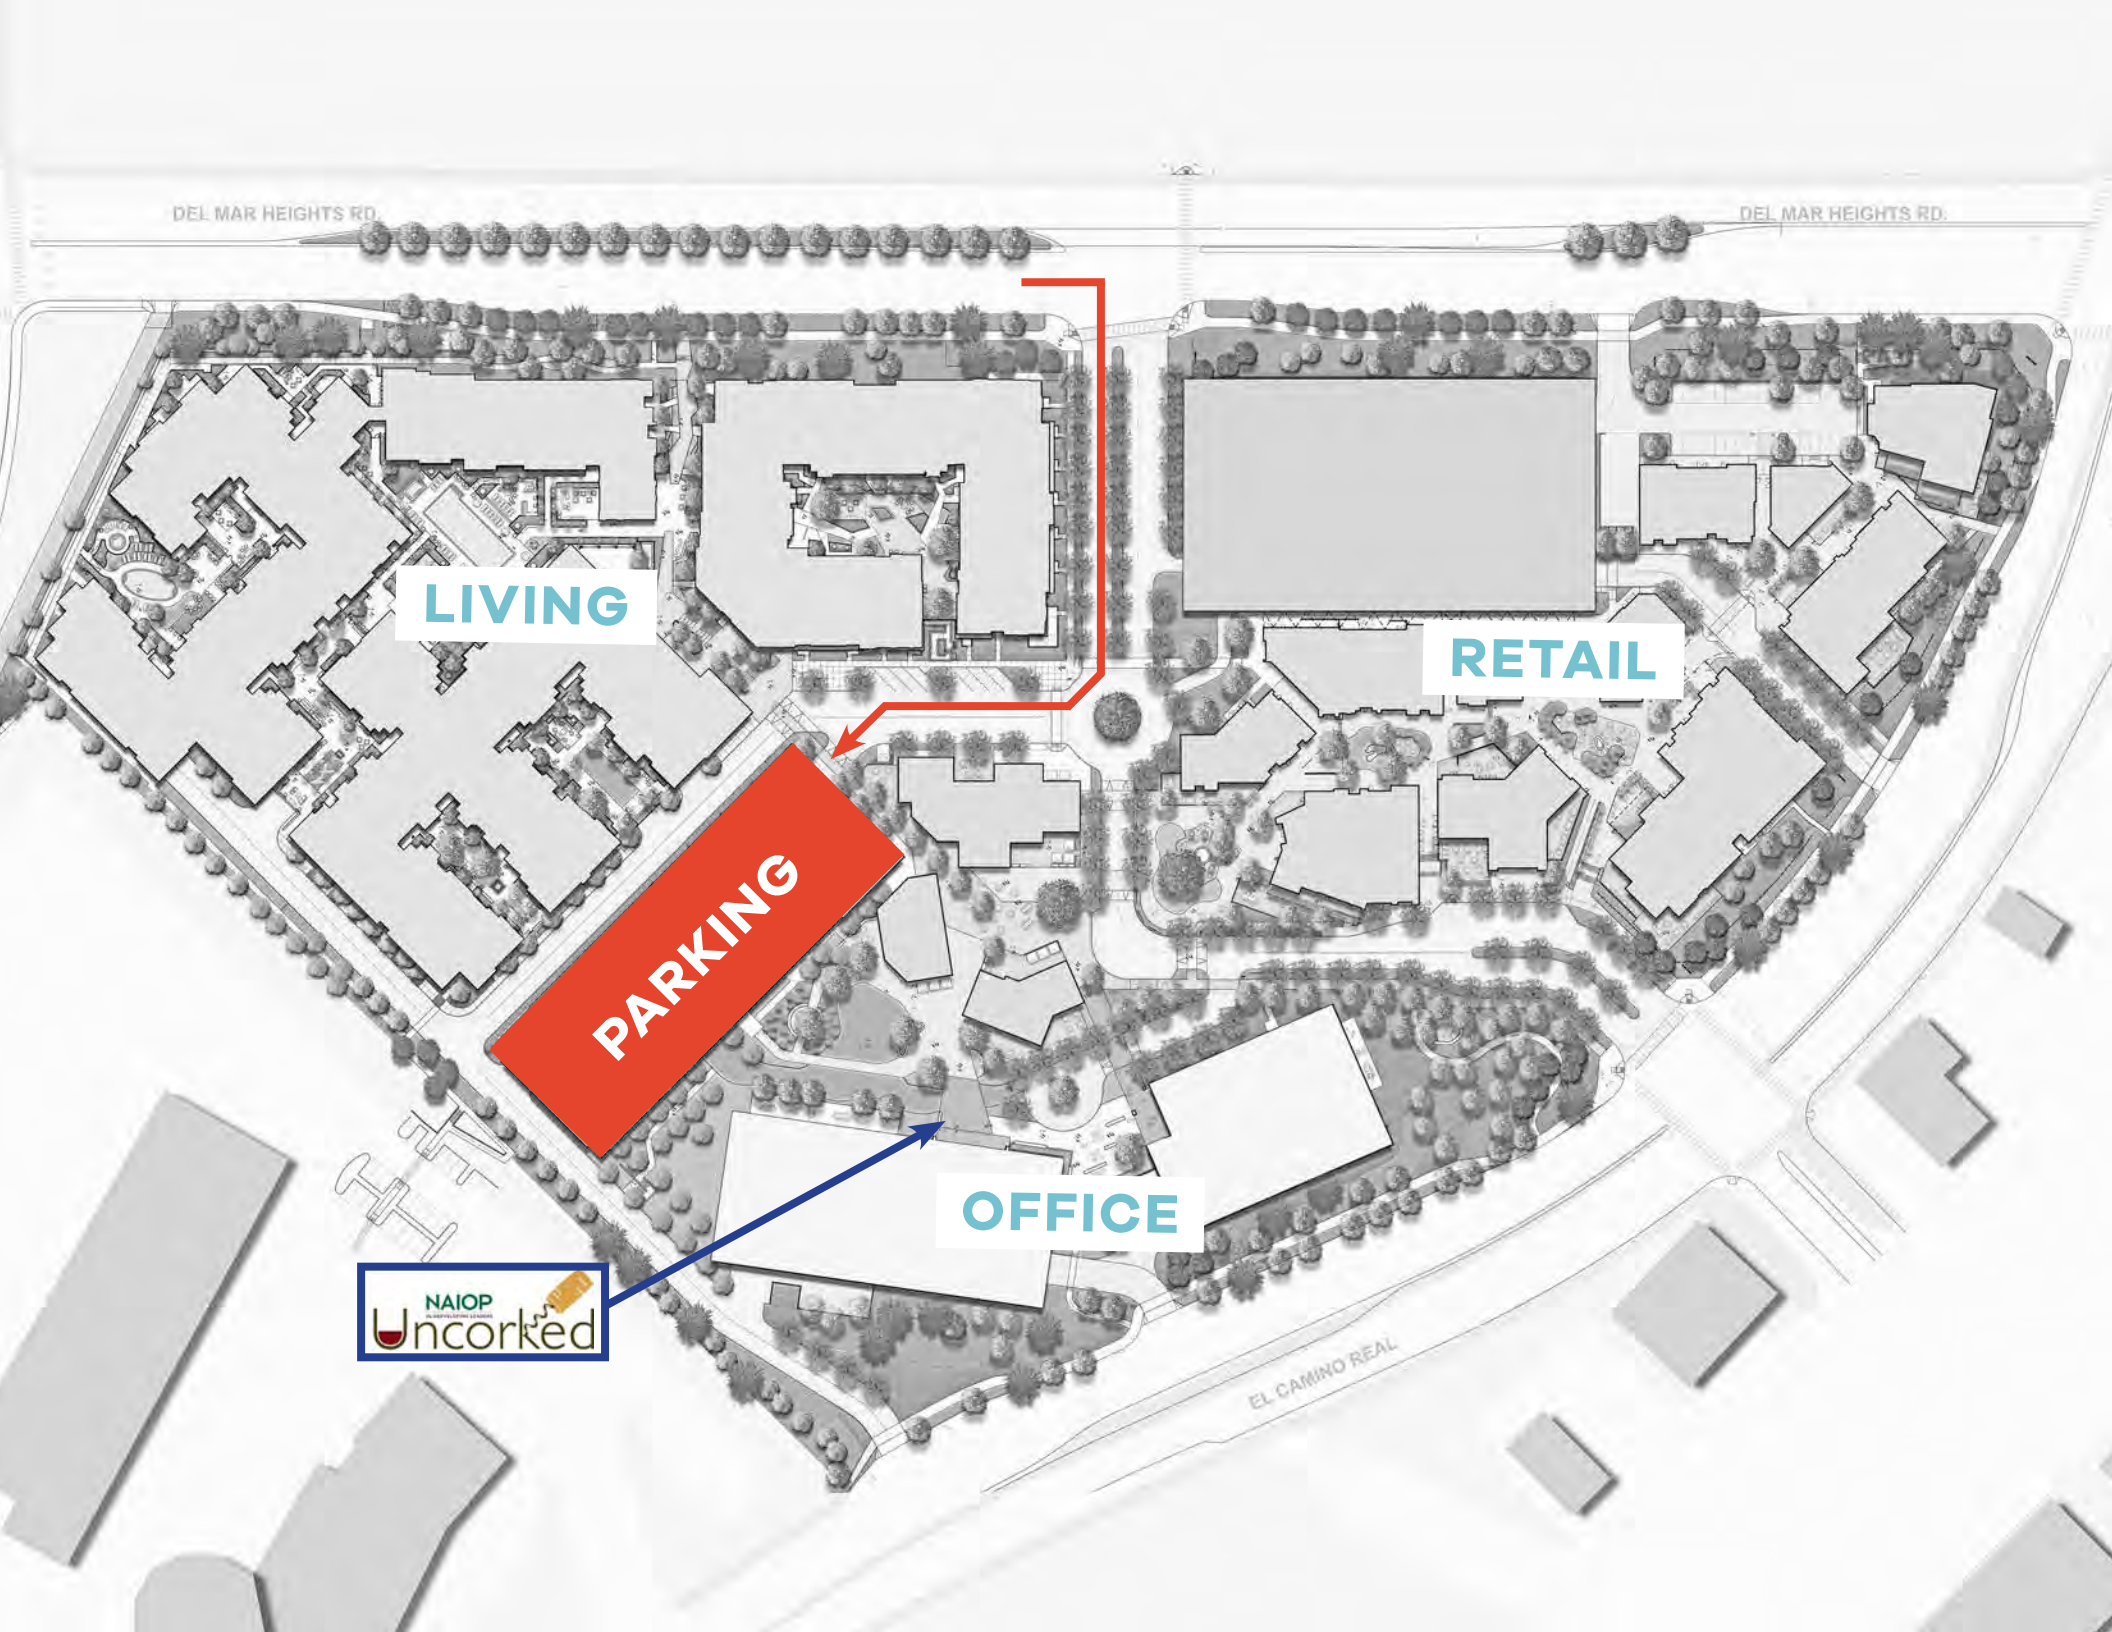 DEL MAR HEIGHTS RD.
DEL MAR HEIGHTS RD.
LIVING
RETAIL
PARKING
OFFICE
NAIOP
Uncorked
EL CAMINO REAL